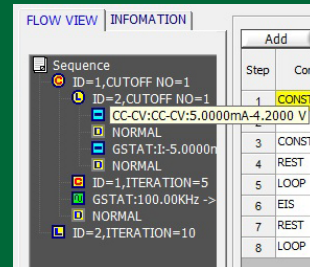 FLOW VIEW INFOMATION
Add
Sequence
Step
ID=1,CUTOFF NO=1
ID=2,CUTOFF NO=1
1 CONST
CC-CV:CC-CV:5.0000mA-4.2000 V
NORMAL
GSTAT:I:-5.0000m
3 CONST
NORMAL
4 REST
ID=1,ITERATION=5
5 LOOP
GSTAT:100.00KHz ->
6 EIS
NORMAL
7 REST
ID=2,ITERATION=10
8 LOOP